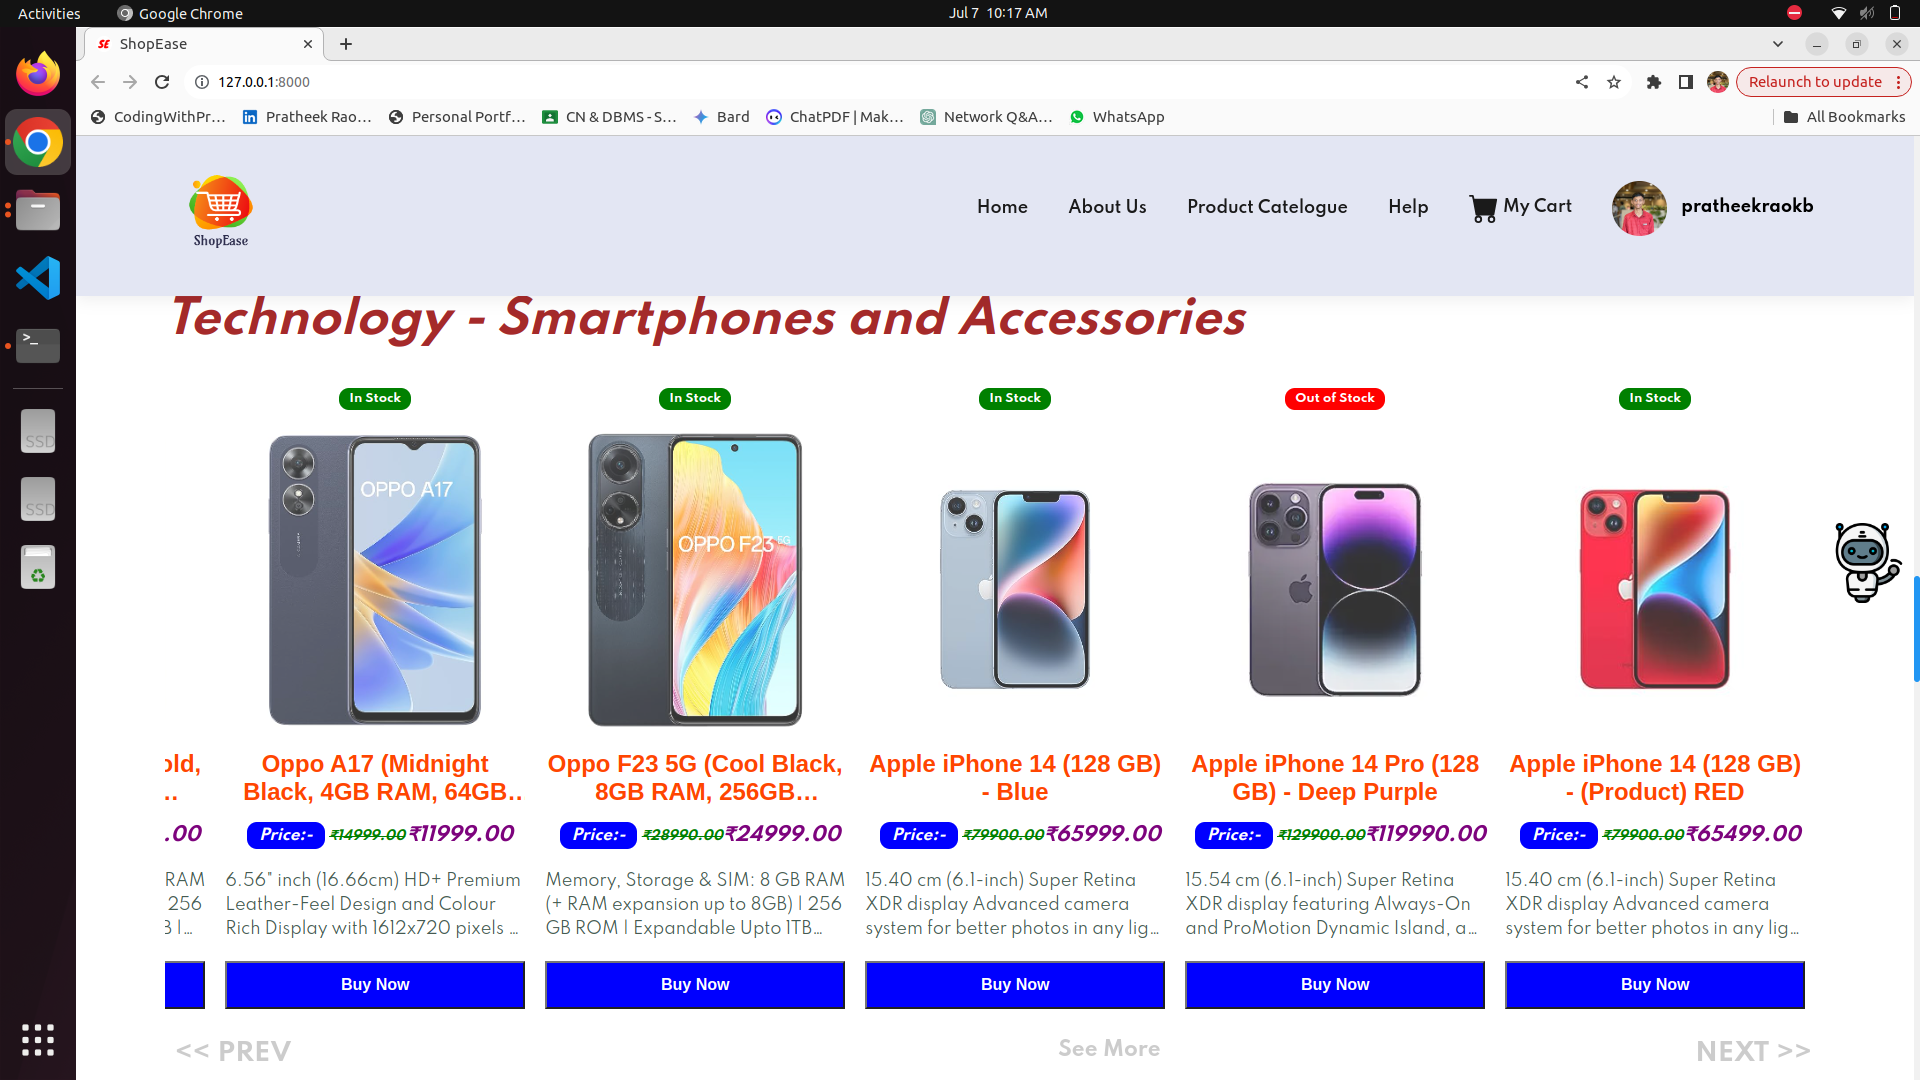 Activities
Google Chrome
Jul 7 10:17 AM
SE ShopEase
127.0.0.1:8000
Relaunch to update
CodingWithPr...
Pratheek Rao...
Personal Portf...
CN & DBMS - S...
Bard
ChatPDF | Mak...
Network Q&A...
WhatsApp
All Bookmarks
ShopEase
Home
About Us
Product Catelogue
Help
My Cart
pratheekraokb
SSD
SSD
Technology - Smartphones and Accessories
In Stock
In Stock
In Stock
Out of Stock
In Stock
OPPO A17
OPPO F23 5G
old,
...
.00
RAM
256
B |...
Oppo A17 (Midnight
Black, 4GB RAM, 64GB..
Price:- ₹14999.00 ₹11999.00
6.56" inch (16.66cm) HD+ Premium
Leather-Feel Design and Colour
Rich Display with 1612x720 pixels ...
Buy Now
Oppo F23 5G (Cool Black,
8GB RAM, 256GB...
Price:- ₹28990.00 ₹24999.00
Memory, Storage & SIM: 8 GB RAM
(+ RAM expansion up to 8GB) | 256
GB ROM | Expandable Upto 1TB...
Buy Now
Apple iPhone 14 (128 GB)
- Blue
Price:- ₹79900.00 ₹65999.00
15.40 cm (6.1-inch) Super Retina
XDR display Advanced camera
system for better photos in any lig...
Buy Now
Apple iPhone 14 Pro (128
GB) - Deep Purple
Price:- ₹129900.00 ₹119990.00
15.54 cm (6.1-inch) Super Retina
XDR display featuring Always-On
and ProMotion Dynamic Island, a...
Buy Now
Apple iPhone 14 (128 GB)
- (Product) RED
Price:- ₹79900.00 ₹65499.00
15.40 cm (6.1-inch) Super Retina
XDR display Advanced camera
system for better photos in any lig...
Buy Now
<< PREV
See More
NEXT >>